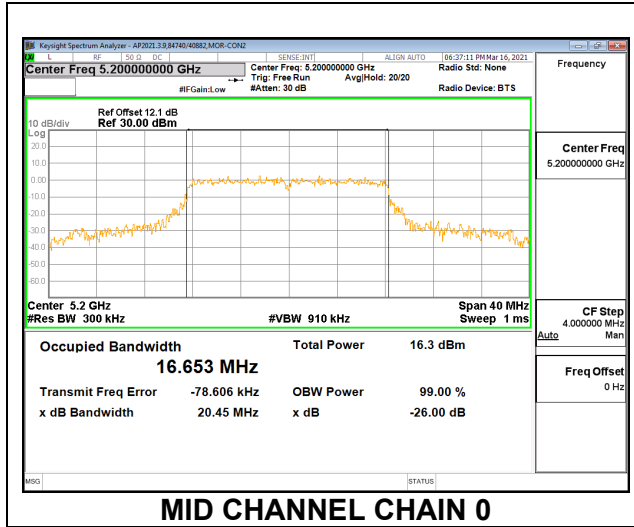 Keysight Spectrum Analyzer - AP2021.3.9,84740/40882,MOR-CON2
L RF 50 Ω DC SENSE:INT ALIGN AUTO 06:37:11 PM Mar 16, 2021
Center Freq 5.200000000 GHz
Center Freq: 5.200000000 GHz Radio Std: None
Trig: Free Run Avg|Hold: 20/20
#IFGain:Low #Atten: 30 dB Radio Device: BTS
Frequency
Ref Offset 12.1 dB
10 dB/div Ref 30.00 dBm
Log
20.0
10.0
0.00
-10.0
-20.0
-30.0
-40.0
-50.0
-60.0
Center Freq
5.200000000 GHz
Center 5.2 GHz Span 40 MHz
#Res BW 300 kHz #VBW 910 kHz Sweep 1 ms
CF Step
4.000000 MHz
Auto Man
Occupied Bandwidth Total Power 16.3 dBm
16.653 MHz
Transmit Freq Error -78.606 kHz OBW Power 99.00 %
x dB Bandwidth 20.45 MHz x dB -26.00 dB
Freq Offset
0 Hz
MSG STATUS
MID CHANNEL CHAIN 0